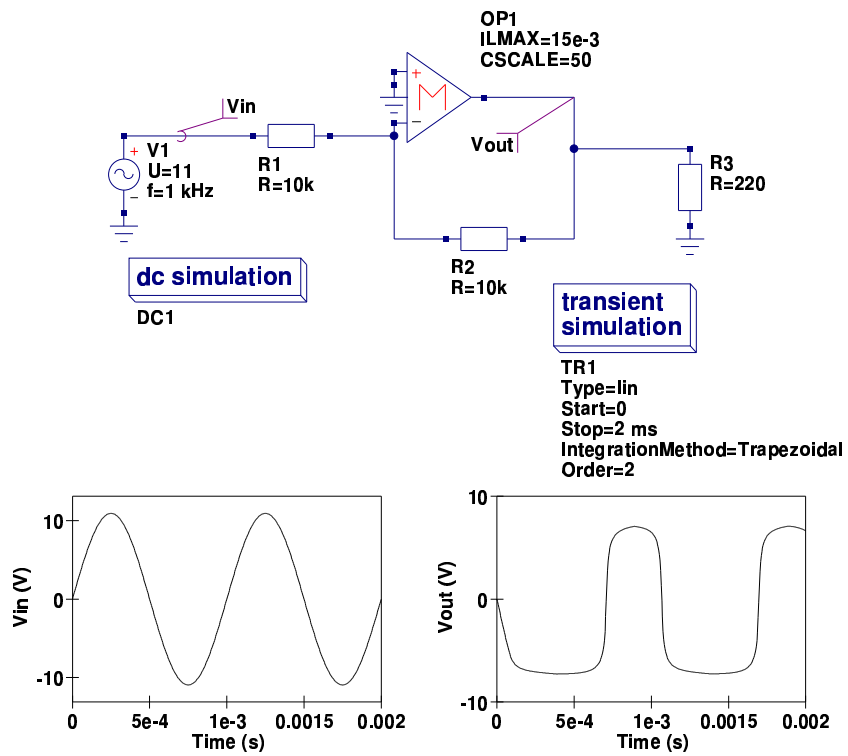 OP1
ILMAX=15e-3
CSCALE=50
+
M
−
Vin
Vout
+
V1
U=11
f=1 kHz
−
R1
R=10k
R3
R=220
R2
R=10k
dc simulation
DC1
transient
simulation
TR1
Type=lin
Start=0
Stop=2 ms
IntegrationMethod=Trapezoidal
Order=2
Vin (V)
10
0
-10
0
5e-4
1e-3
0.0015
0.002
Time (s)
Vout (V)
10
0
-10
0
5e-4
1e-3
0.0015
0.002
Time (s)